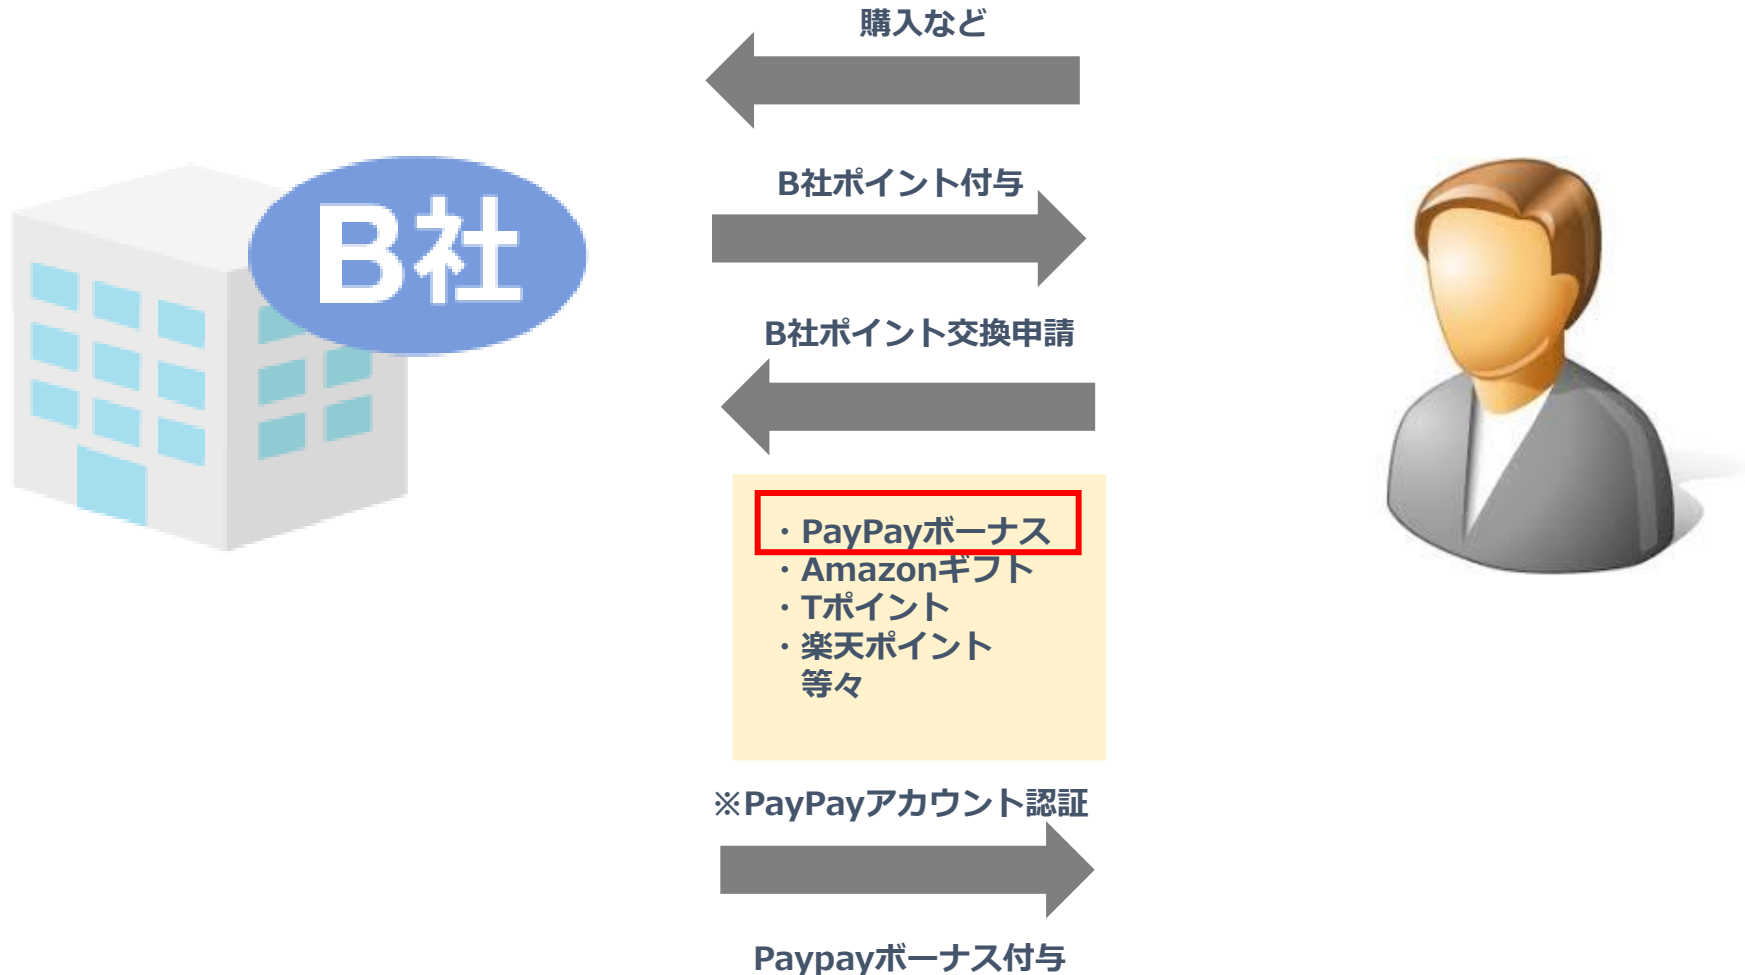 購入など
B社
B社ポイント付与
B社ポイント交換申請
・PayPayボーナス
・Amazonギフト
・Tポイント
・楽天ポイント
等々
※PayPayアカウント認証
Paypayボーナス付与